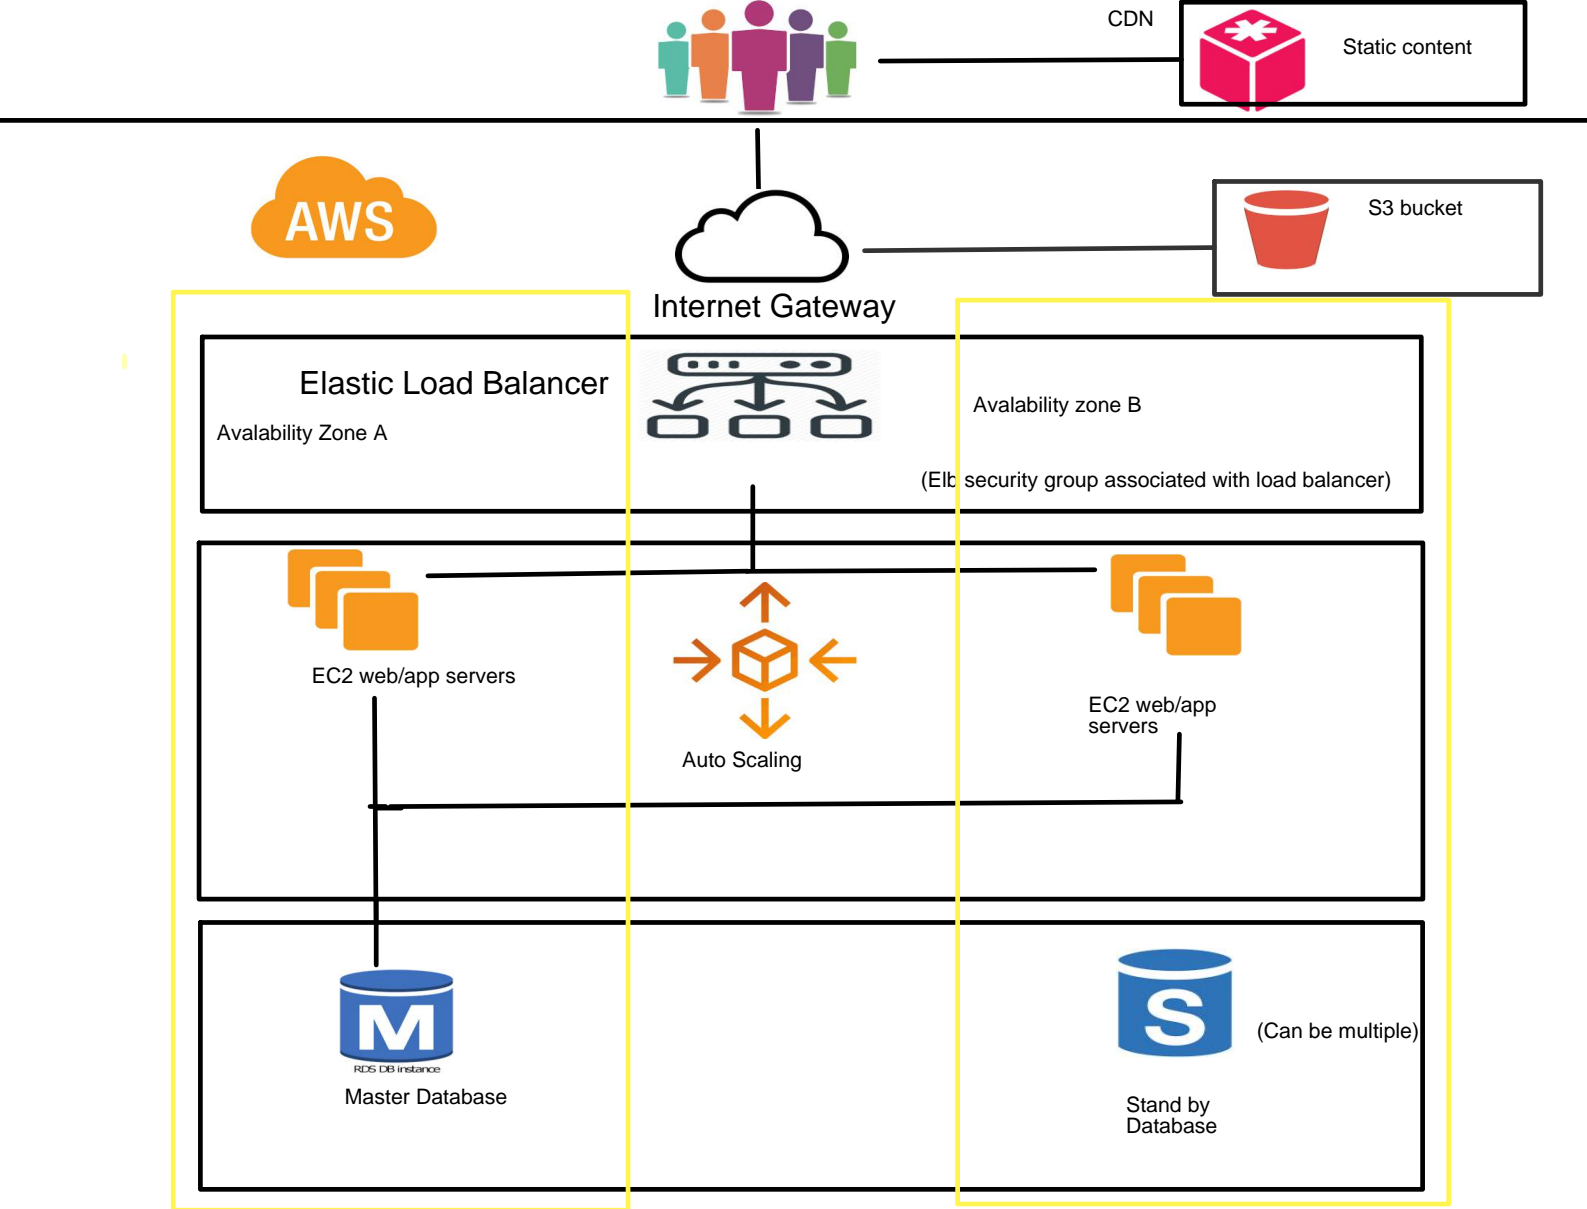 CDN
Static content
AWS
S3 bucket
Internet Gateway
Elastic Load Balancer
Avalability Zone A
Avalability zone B
(Elb security group associated with load balancer)
EC2 web/app servers
EC2 web/app
servers
Auto Scaling
M
RDS DB instance
Master Database
S
(Can be multiple)
Stand by
Database